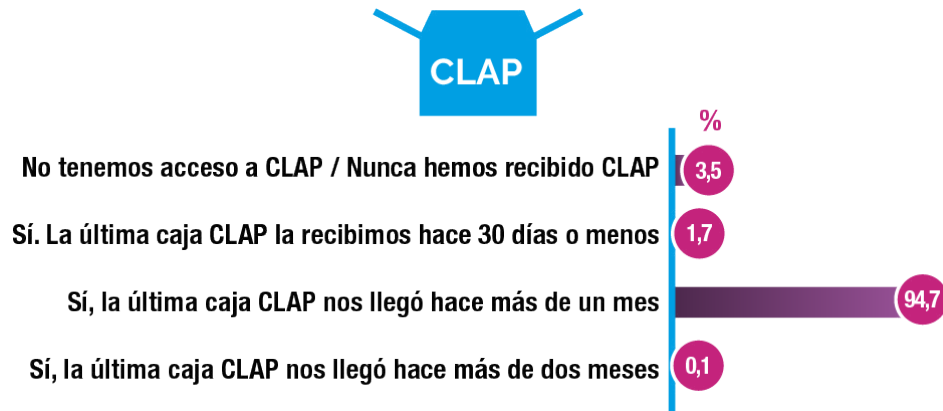 CLAP
%
No tenemos acceso a CLAP / Nunca hemos recibido CLAP 3,5
Sí. La última caja CLAP la recibimos hace 30 días o menos 1,7
Sí, la última caja CLAP nos llegó hace más de un mes 94,7
Sí, la última caja CLAP nos llegó hace más de dos meses 0,1